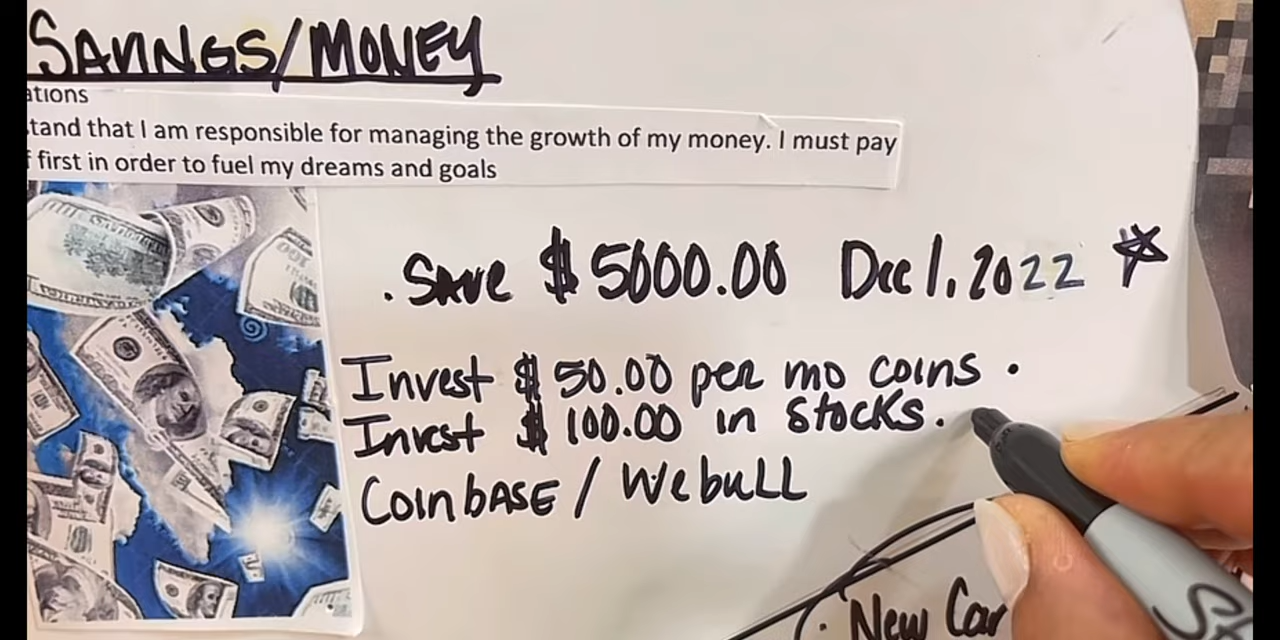 SAVINGS/MONEY
ations
tand that I am responsible for managing the growth of my money. I must pay
f first in order to fuel my dreams and goals
. Save $5000.00 Dec 1, 2022
Invest $50.00 per mo coins .
Invest $100.00 in Stocks.
Coinbase / Webull
. New Car